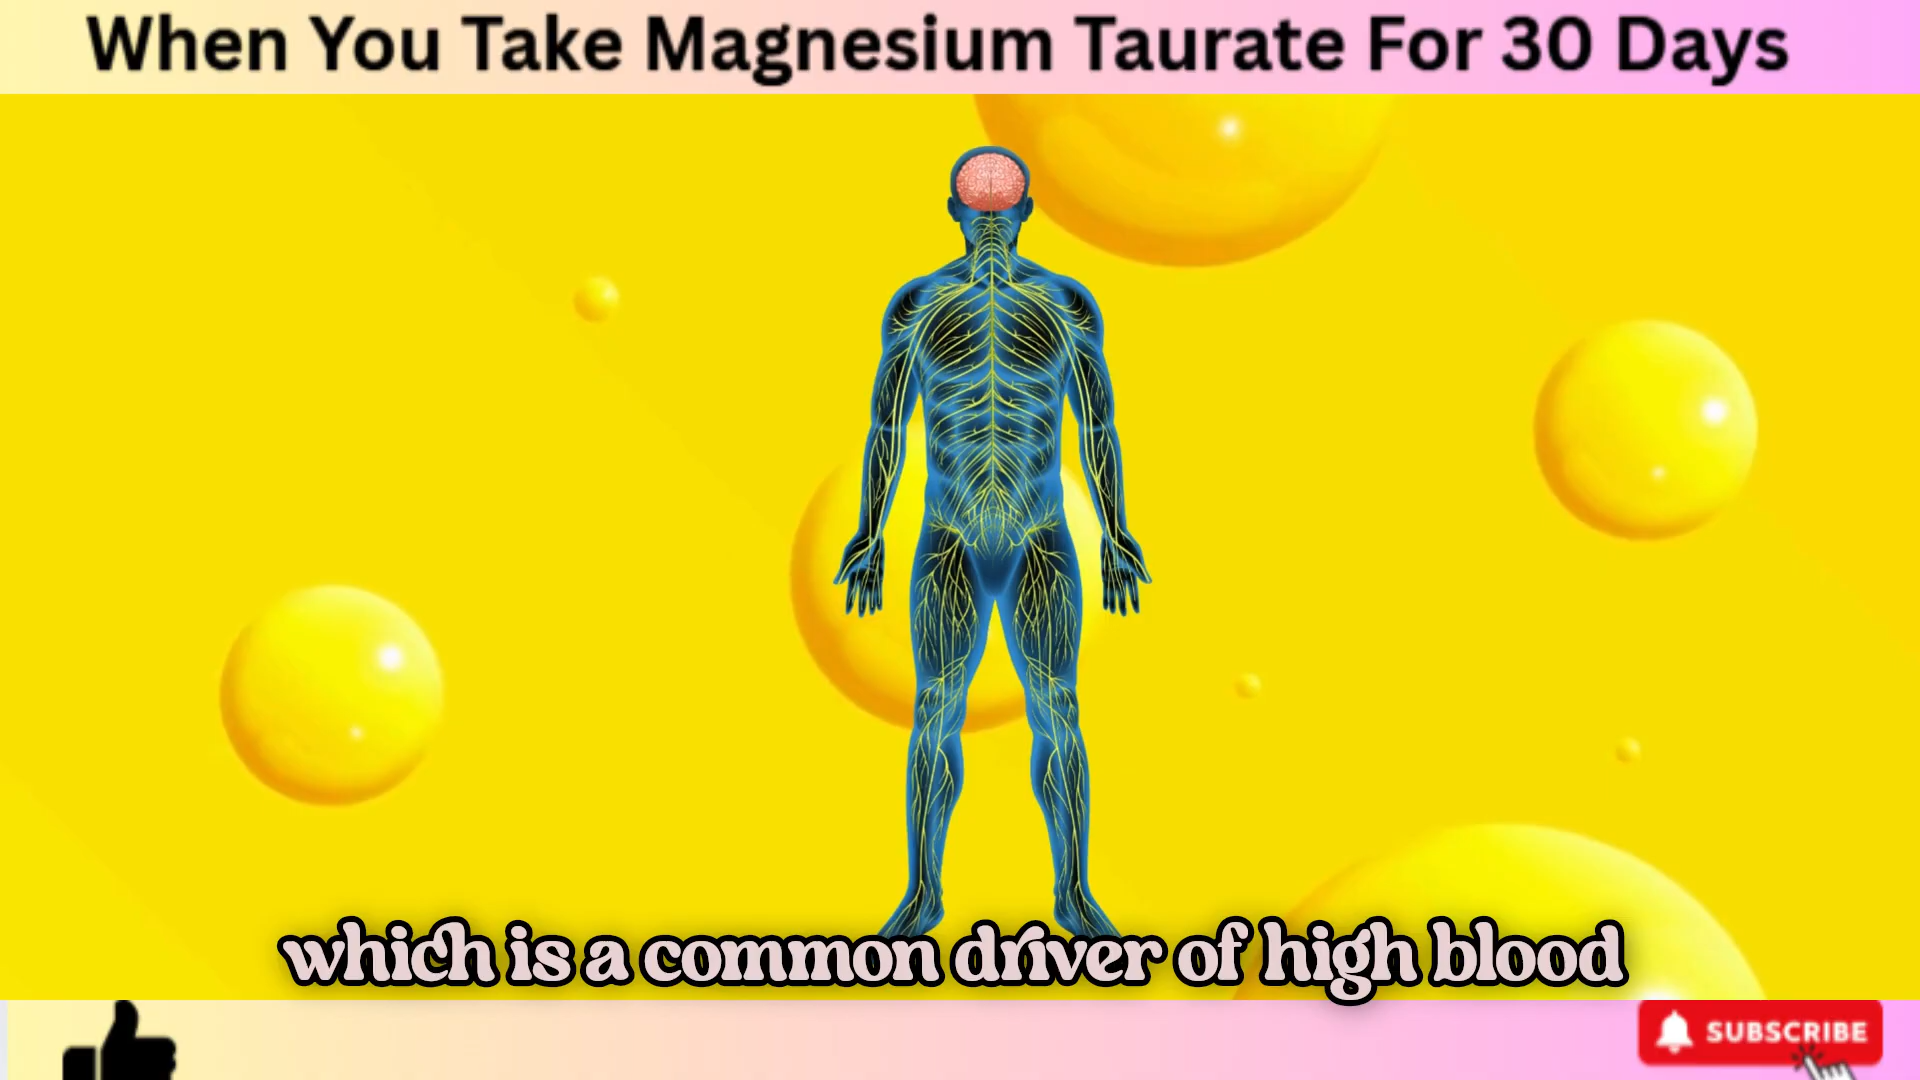 When You Take Magnesium Taurate For 30 Days
which is a common driver of high blood
SUBSCRIBE